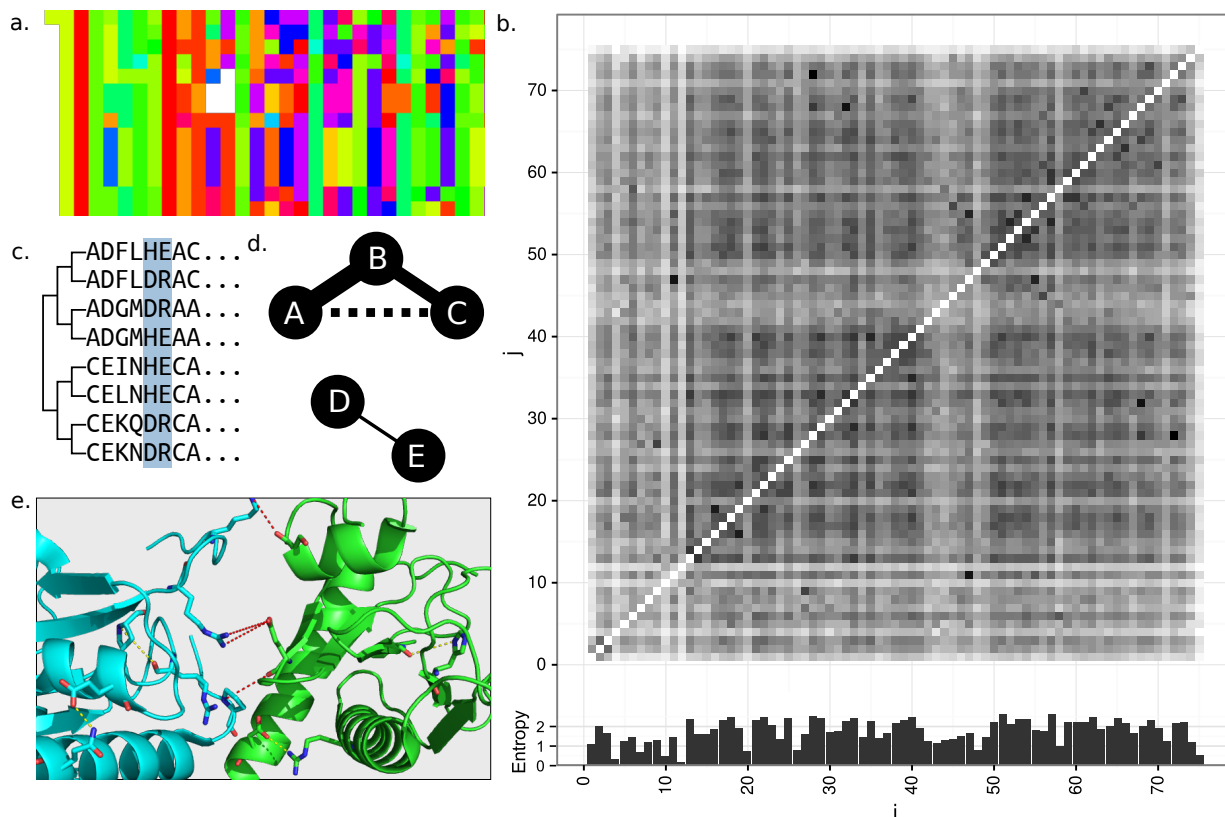 a.
b.
j
70
60
50
40
30
20
10
0
Entropy
2
1
0
0
10
20
30
40
50
60
70
i
c.
ADFLHEAC...
ADFLDRAC...
ADGMDRAA...
ADGMHEAA...
CEINHECA...
CELNHECA...
CEKQDRCA...
CEKNDRCA...
d.
B
A
C
D
E
e.